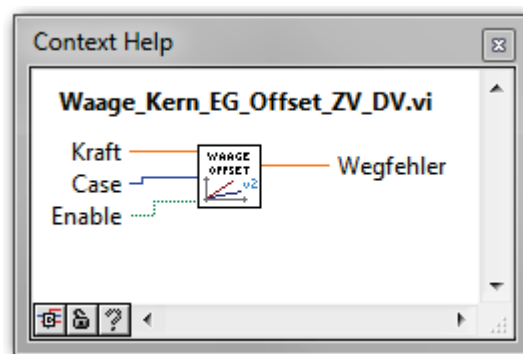 Context Help
Waage_Kern_EG_Offset_ZV_DV.vi
Kraft
Case
Enable
WAAGE
OFFSET
v2
Wegfehler
?